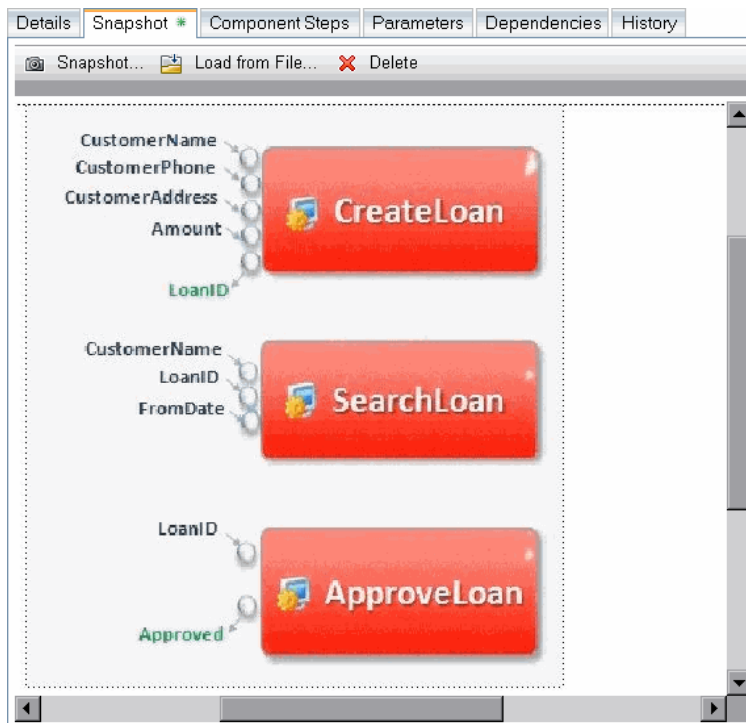 Details Snapshot * Component Steps Parameters Dependencies History
Snapshot... Load from File... Delete
CustomerName
CustomerPhone
CustomerAddress
Amount
LoanID
CreateLoan
CustomerName
LoanID
FromDate
SearchLoan
LoanID
Approved
ApproveLoan